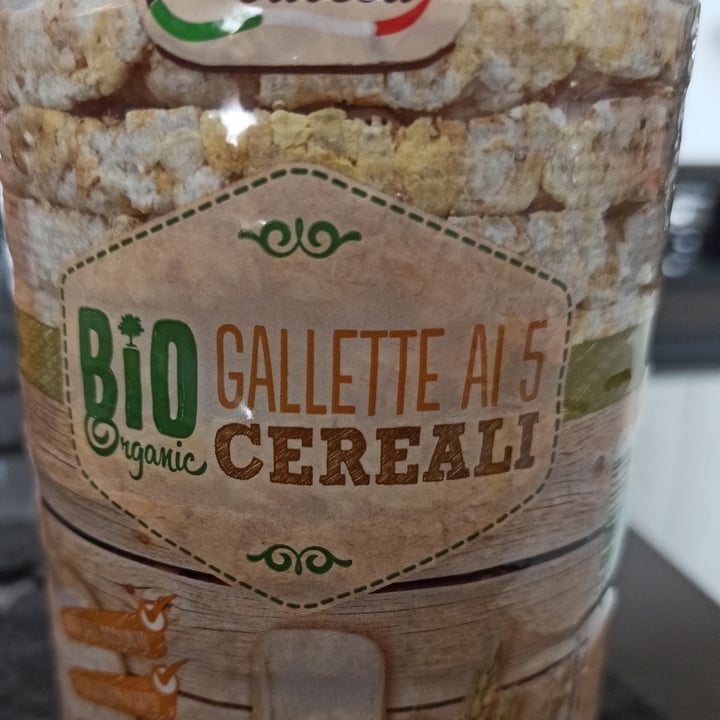 BiO
Organic
GALLETTE AI 5
CEREALI